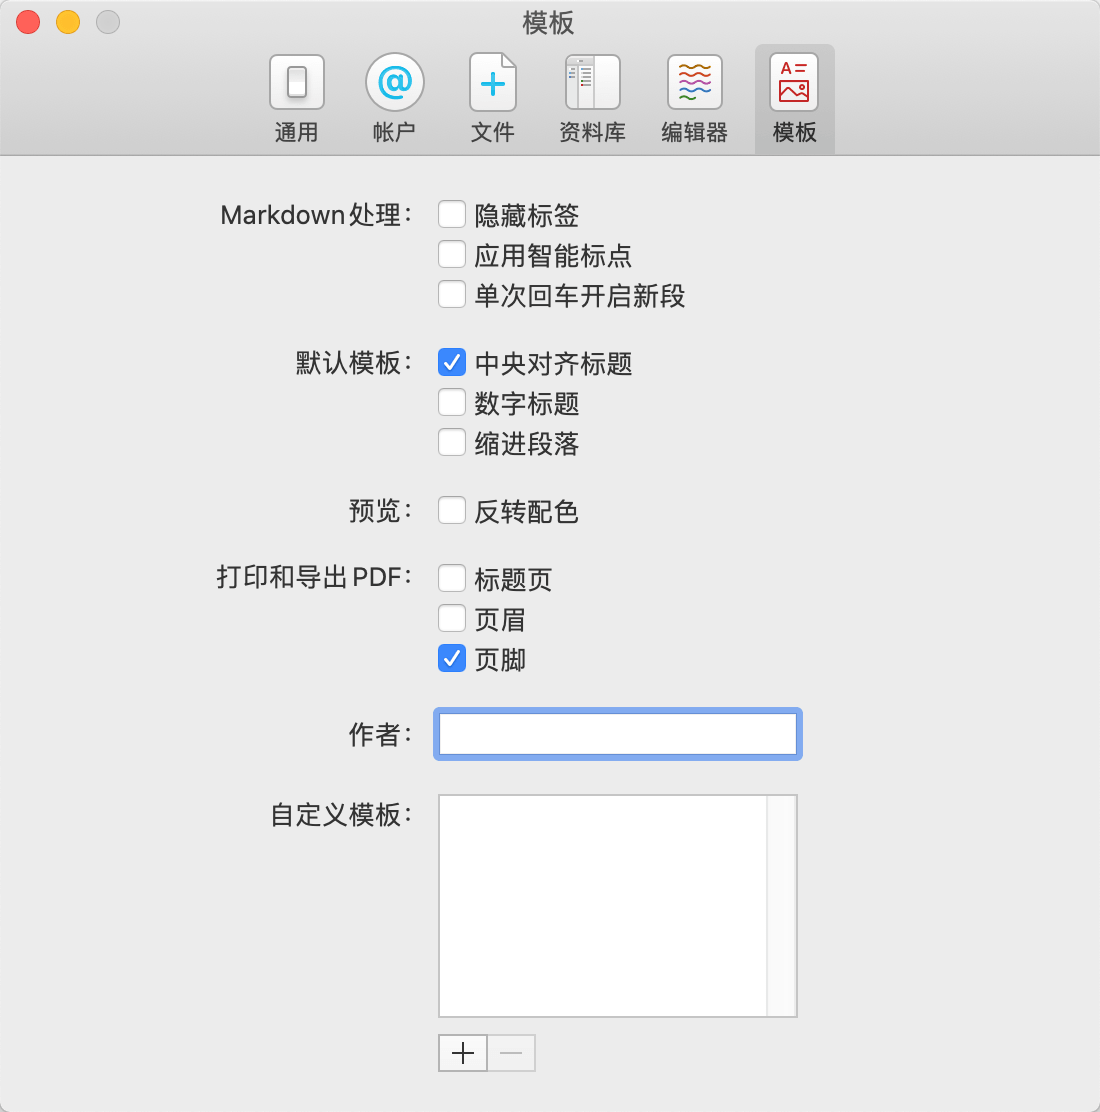 模板
通用 帐户 文件 资料库 编辑器 模板
Markdown处理： 隐藏标签
应用智能标点
单次回车开启新段
默认模板： 中央对齐标题
数字标题
缩进段落
预览： 反转配色
打印和导出PDF： 标题页
页眉
页脚
作者：
自定义模板：